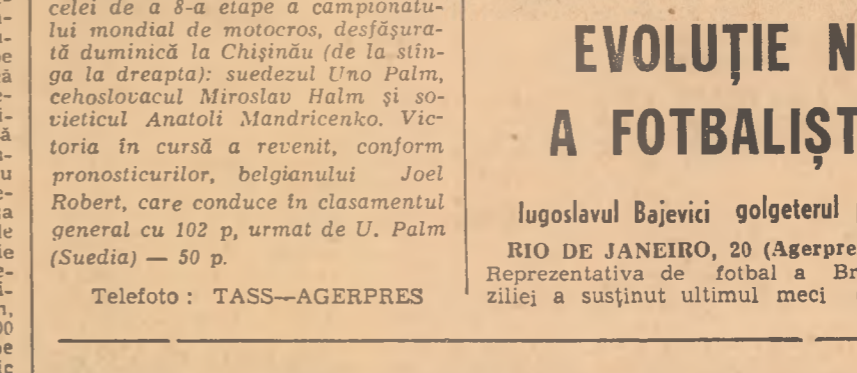 celei de a 8-a etape a campionatu-
lui mondial de motocros, desfășura-
tă duminică la Chișinău (de la stîn-
ga la dreapta): suedezul Uno Palm,
cehoslovacul Miroslav Halm și so-
vieticul Anatoli Mandricenko. Vic-
toria în cursă a revenit, conform
pronosticurilor, belgianului Joel
Robert, care conduce în clasamentul
general cu 102 p, urmat de U. Palm
(Suedia) — 50 p.
Telefoto : TASS—AGERPRES
EVOLUȚIE N
A FOTBALIȘT
Iugoslavul Bajevici golgeterul
RIO DE JANEIRO, 20 (Agerpre
Reprezentativa de fotbal a Br
ziliei a susținut ultimul meci